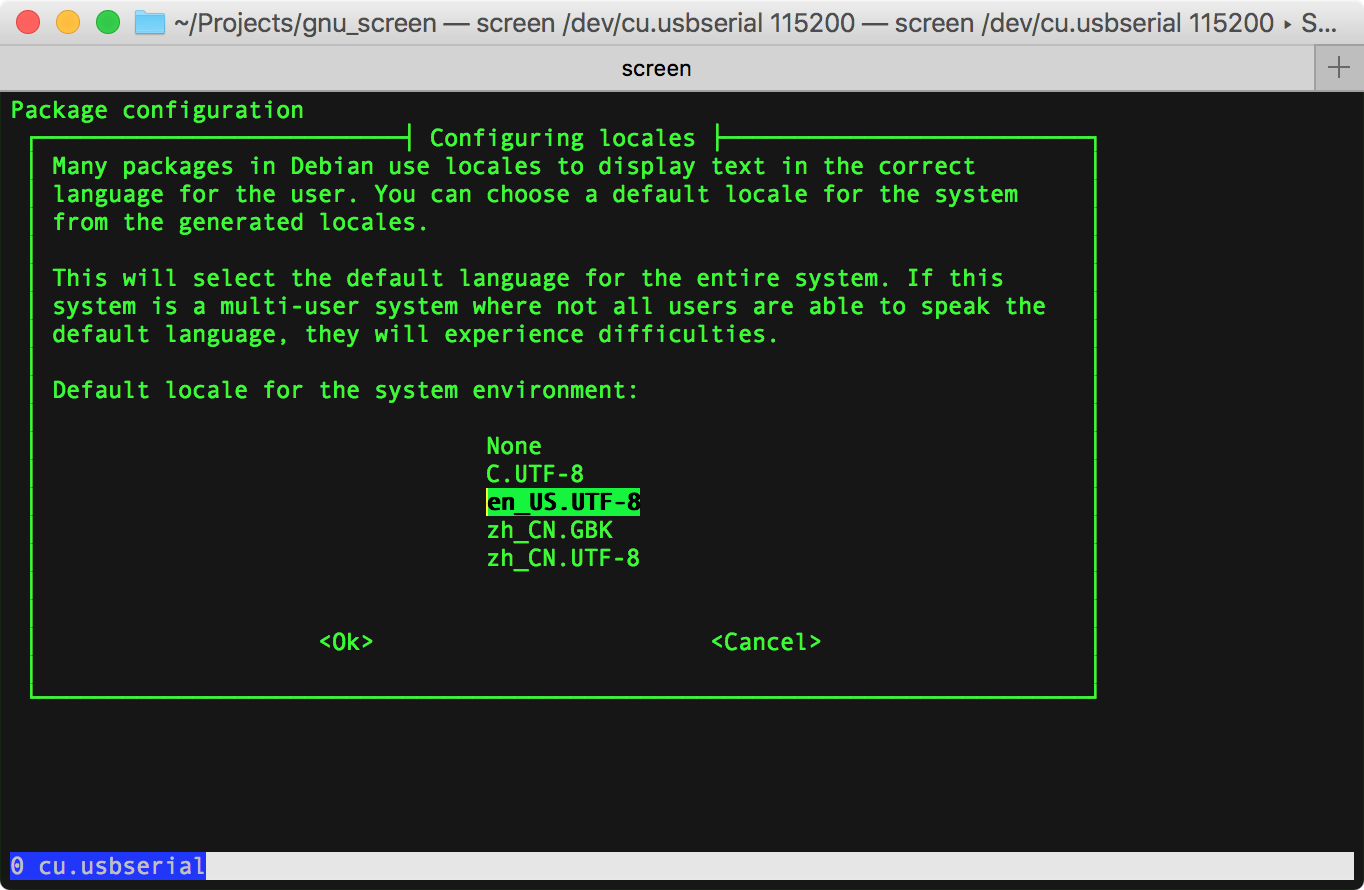 ~/Projects/gnu_screen — screen /dev/cu.usbserial 115200 — screen /dev/cu.usbserial 115200 ▸ S...
screen
Package configuration
Configuring locales
Many packages in Debian use locales to display text in the correct
language for the user. You can choose a default locale for the system
from the generated locales.
This will select the default language for the entire system. If this
system is a multi-user system where not all users are able to speak the
default language, they will experience difficulties.
Default locale for the system environment:
None
C.UTF-8
en_US.UTF-8
zh_CN.GBK
zh_CN.UTF-8
<Ok> <Cancel>
0 cu.usbserial